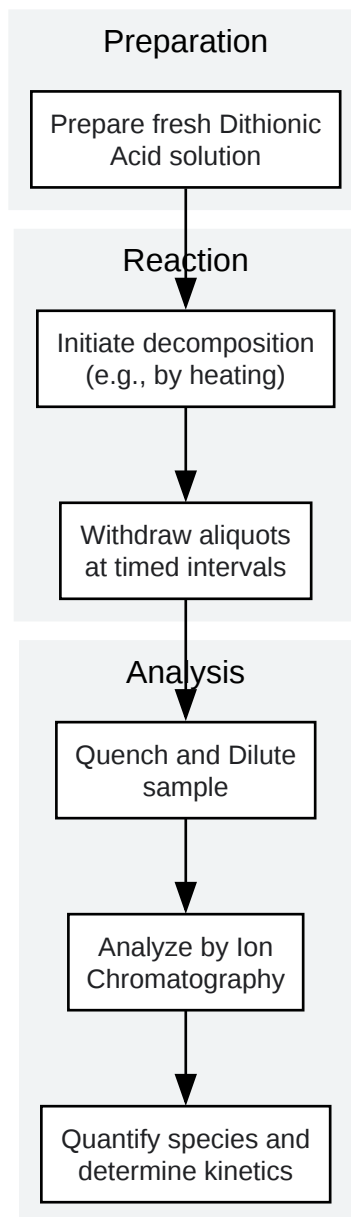 Preparation
Prepare fresh Dithionic
Acid solution
Reaction
Initiate decomposition
(e.g., by heating)
Withdraw aliquots
at timed intervals
Analysis
Quench and Dilute
sample
Analyze by Ion
Chromatography
Quantify species and
determine kinetics